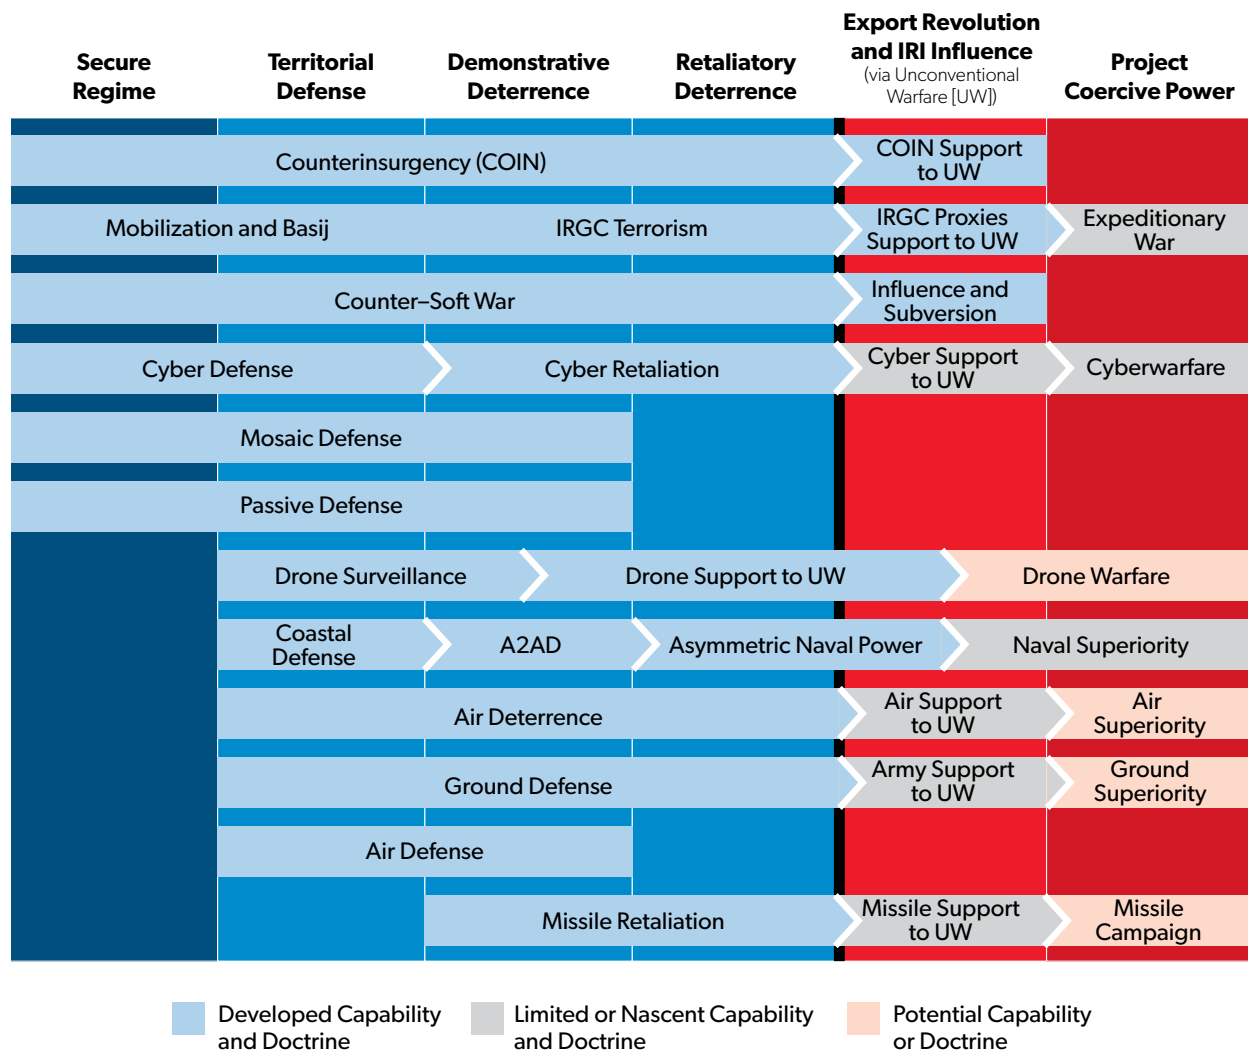 Secure
Regime
Territorial
Defense
Demonstrative
Deterrence
Retaliatory
Deterrence
Export Revolution
and IRI Influence
(via Unconventional
Warfare [UW])
Project
Coercive Power
Counterinsurgency (COIN)
COIN Support
to UW
Mobilization and Basij
IRGC Terrorism
IRGC Proxies
Support to UW
Expeditionary
War
Counter–Soft War
Influence and
Subversion
Cyber Defense
Cyber Retaliation
Cyber Support
to UW
Cyberwarfare
Mosaic Defense
Passive Defense
Drone Surveillance
Drone Support to UW
Drone Warfare
Coastal
Defense
A2AD
Asymmetric Naval Power
Naval Superiority
Air Deterrence
Air Support
to UW
Air
Superiority
Ground Defense
Army Support
to UW
Ground
Superiority
Air Defense
Missile Retaliation
Missile Support
to UW
Missile
Campaign
Developed Capability
and Doctrine
Limited or Nascent Capability
and Doctrine
Potential Capability
or Doctrine